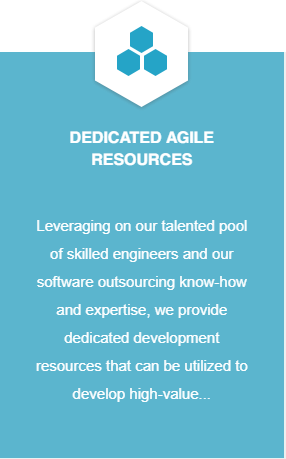 DEDICATED AGILE
RESOURCES
Leveraging on our talented pool
of skilled engineers and our
software outsourcing know-how
and expertise, we provide
dedicated development
resources that can be utilized to
develop high-value...